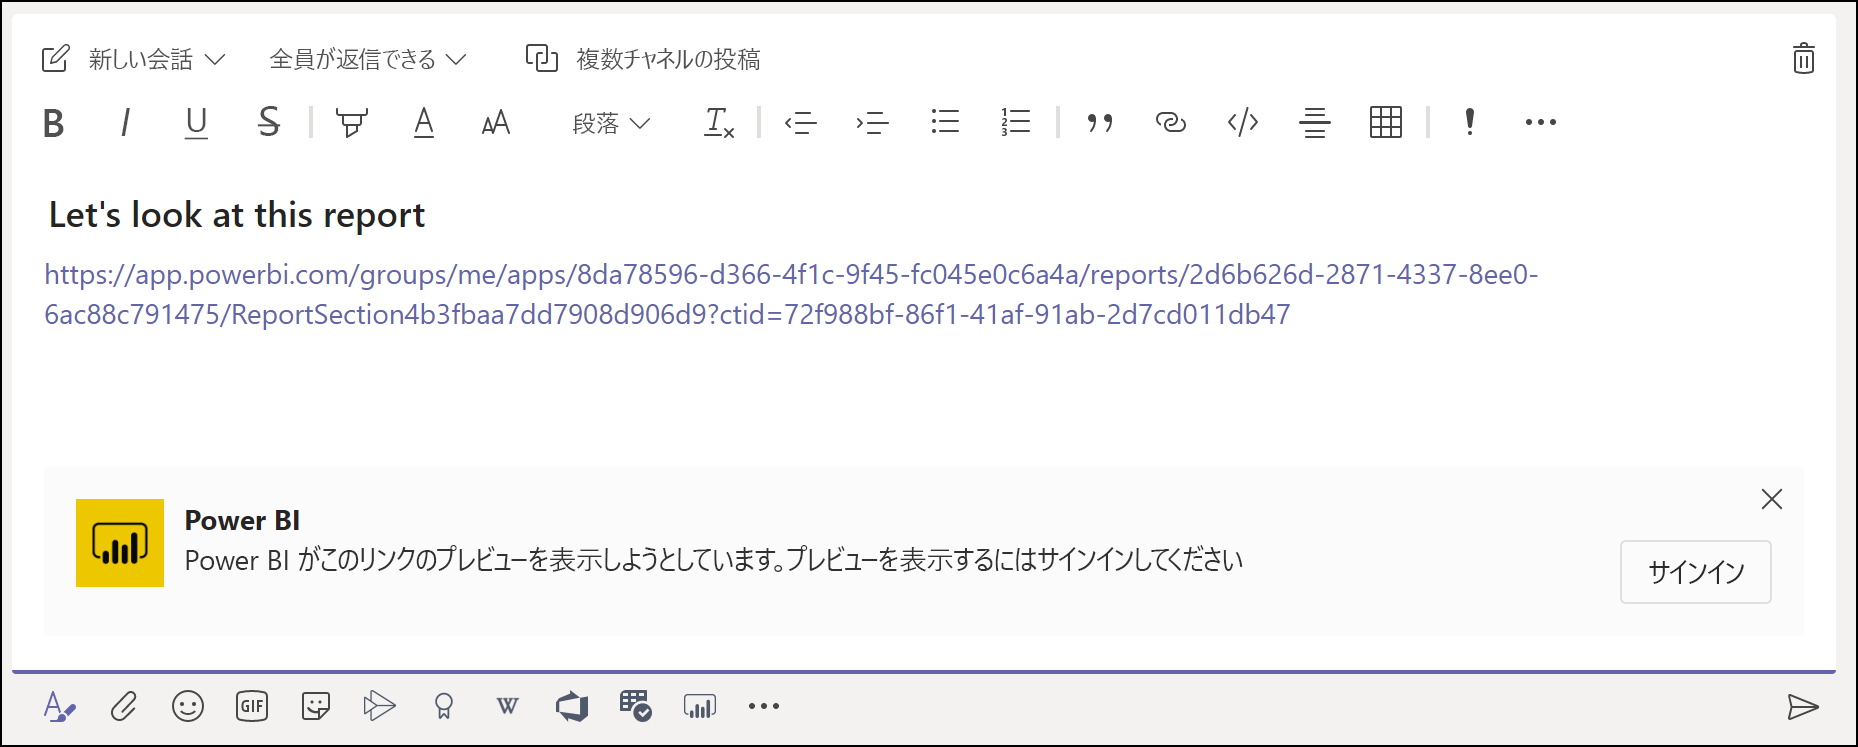 新しい会話 全員が返信できる 複数チャネルの投稿
B I U S A AA 段落 Tx 1 2 3 ” </> ! •••
Let's look at this report
https://app.powerbi.com/groups/me/apps/8da78596-d366-4f1c-9f45-fc045e0c6a4a/reports/2d6b626d-2871-4337-8ee0-
6ac88c791475/ReportSection4b3fbaa7dd7908d906d9?ctid=72f988bf-86f1-41af-91ab-2d7cd011db47
Power BI
Power BI がこのリンクのプレビューを表示しようとしています。プレビューを表示するにはサインインしてください
サインイン
A GIF W •••